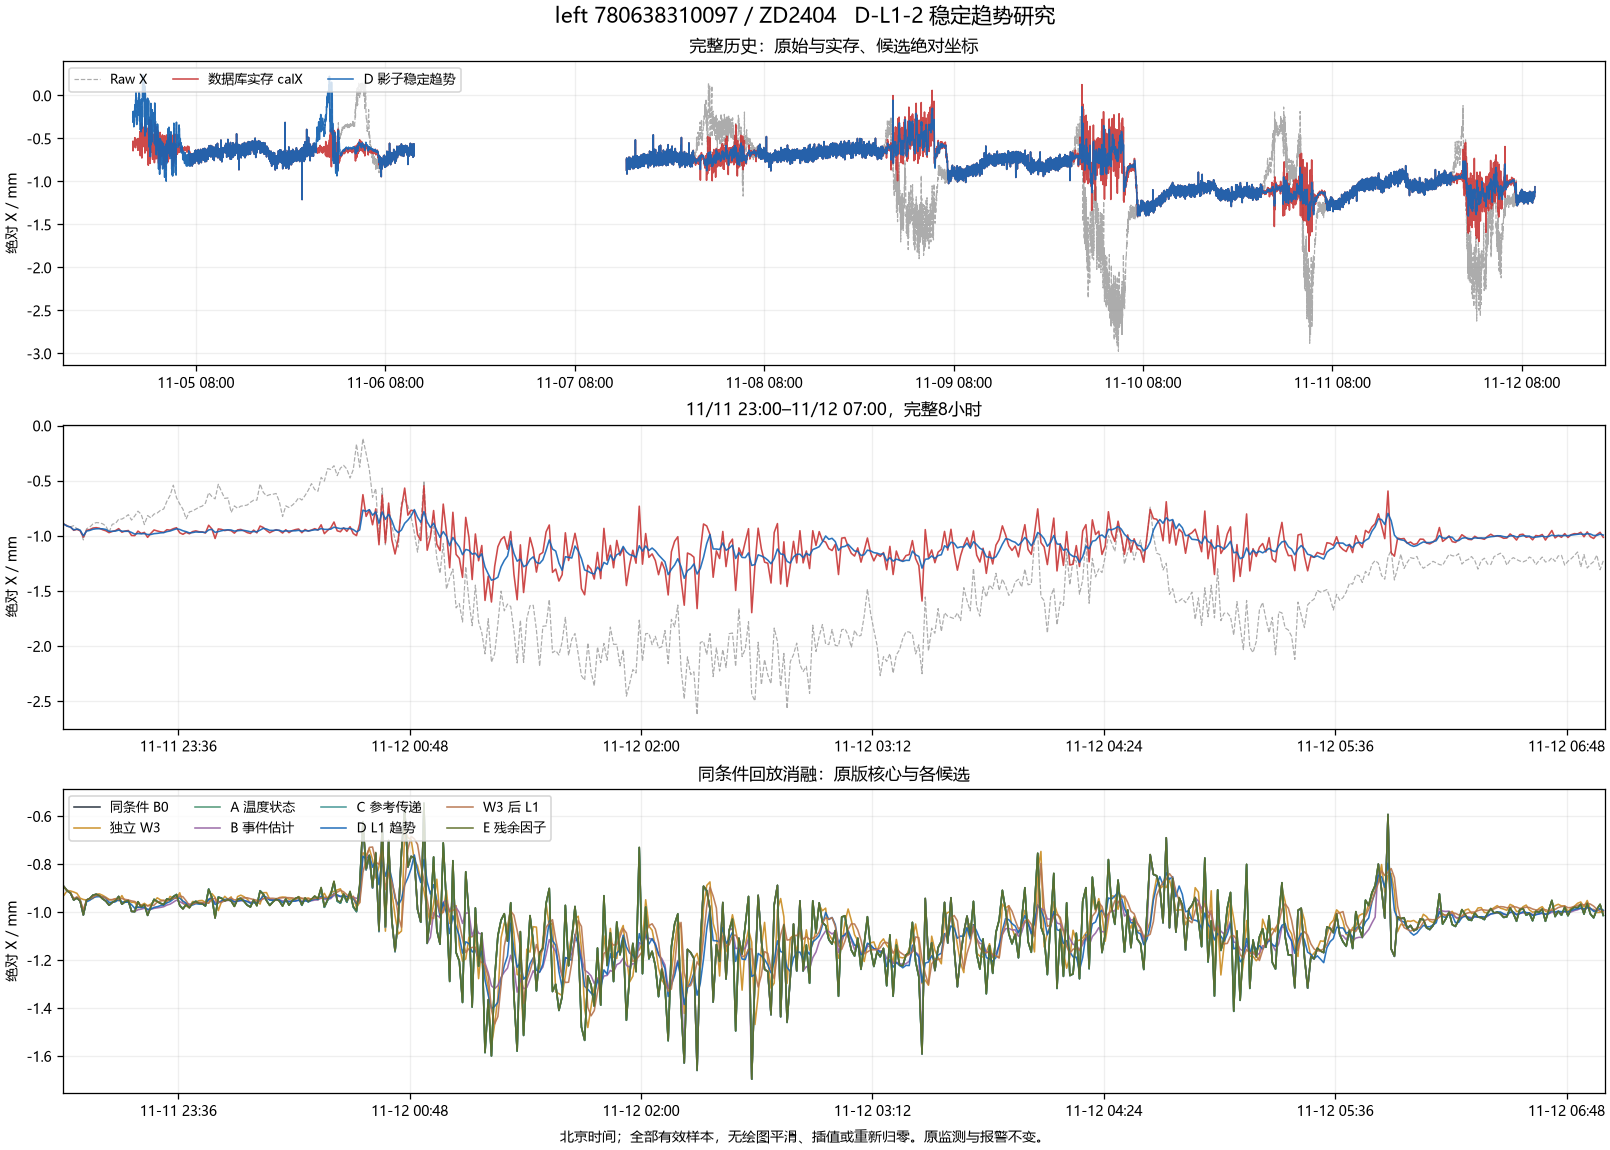 left 780638310097 / ZD2404   D-L1-2 稳定趋势研究
完整历史：原始与实存、候选绝对坐标
Raw X   数据库实存 calX   D 影子稳定趋势
绝对 X / mm
0.0
-0.5
-1.0
-1.5
-2.0
-2.5
-3.0
11-05 08:00   11-06 08:00   11-07 08:00   11-08 08:00   11-09 08:00   11-10 08:00   11-11 08:00   11-12 08:00
11/11 23:00–11/12 07:00，完整8小时
绝对 X / mm
0.0
-0.5
-1.0
-1.5
-2.0
-2.5
11-11 23:36   11-12 00:48   11-12 02:00   11-12 03:12   11-12 04:24   11-12 05:36   11-12 06:48
同条件回放消融：原版核心与各候选
同条件 B0   A 温度状态   C 参考传递   W3 后 L1
独立 W3   B 事件估计   D L1 趋势   E 残余因子
绝对 X / mm
-0.6
-0.8
-1.0
-1.2
-1.4
-1.6
11-11 23:36   11-12 00:48   11-12 02:00   11-12 03:12   11-12 04:24   11-12 05:36   11-12 06:48
北京时间；全部有效样本，无绘图平滑、插值或重新归零。原监测与报警不变。